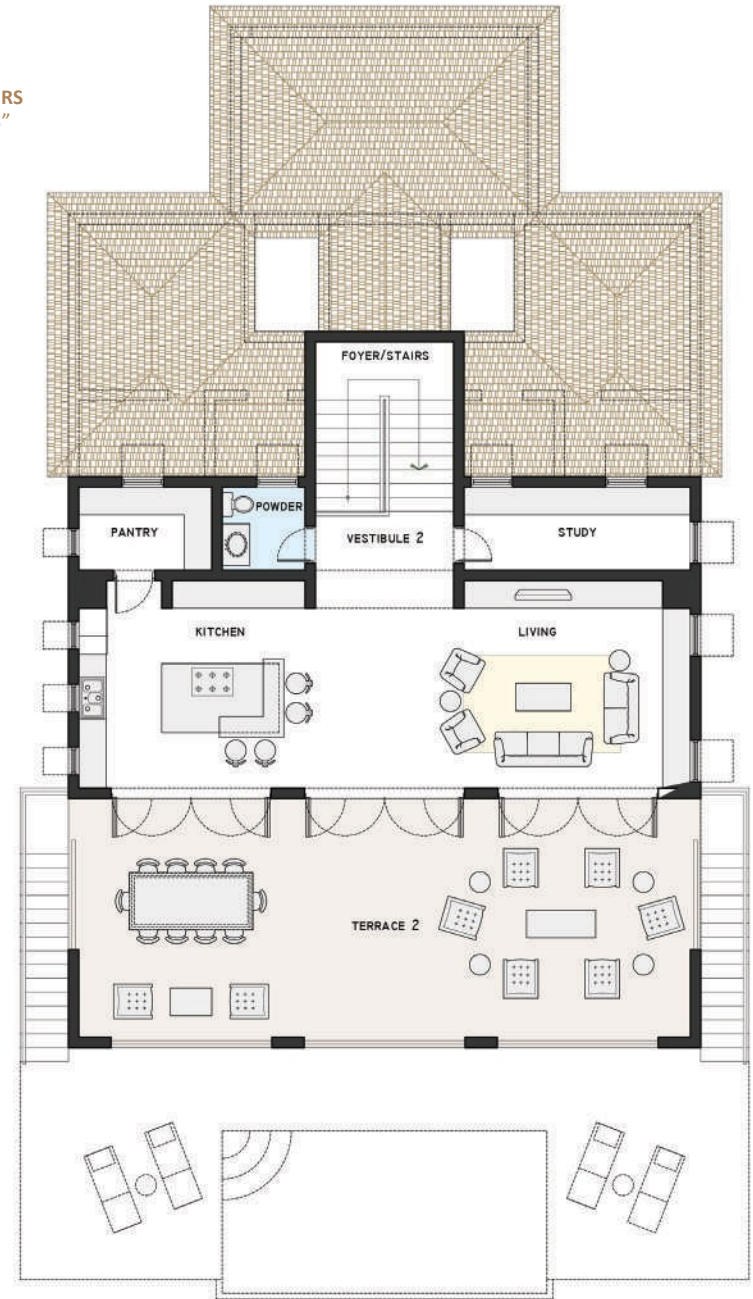 RS
”
FOYER/STAIRS
POWDER
PANTRY
VESTIBULE 2
STUDY
KITCHEN
LIVING
TERRACE 2